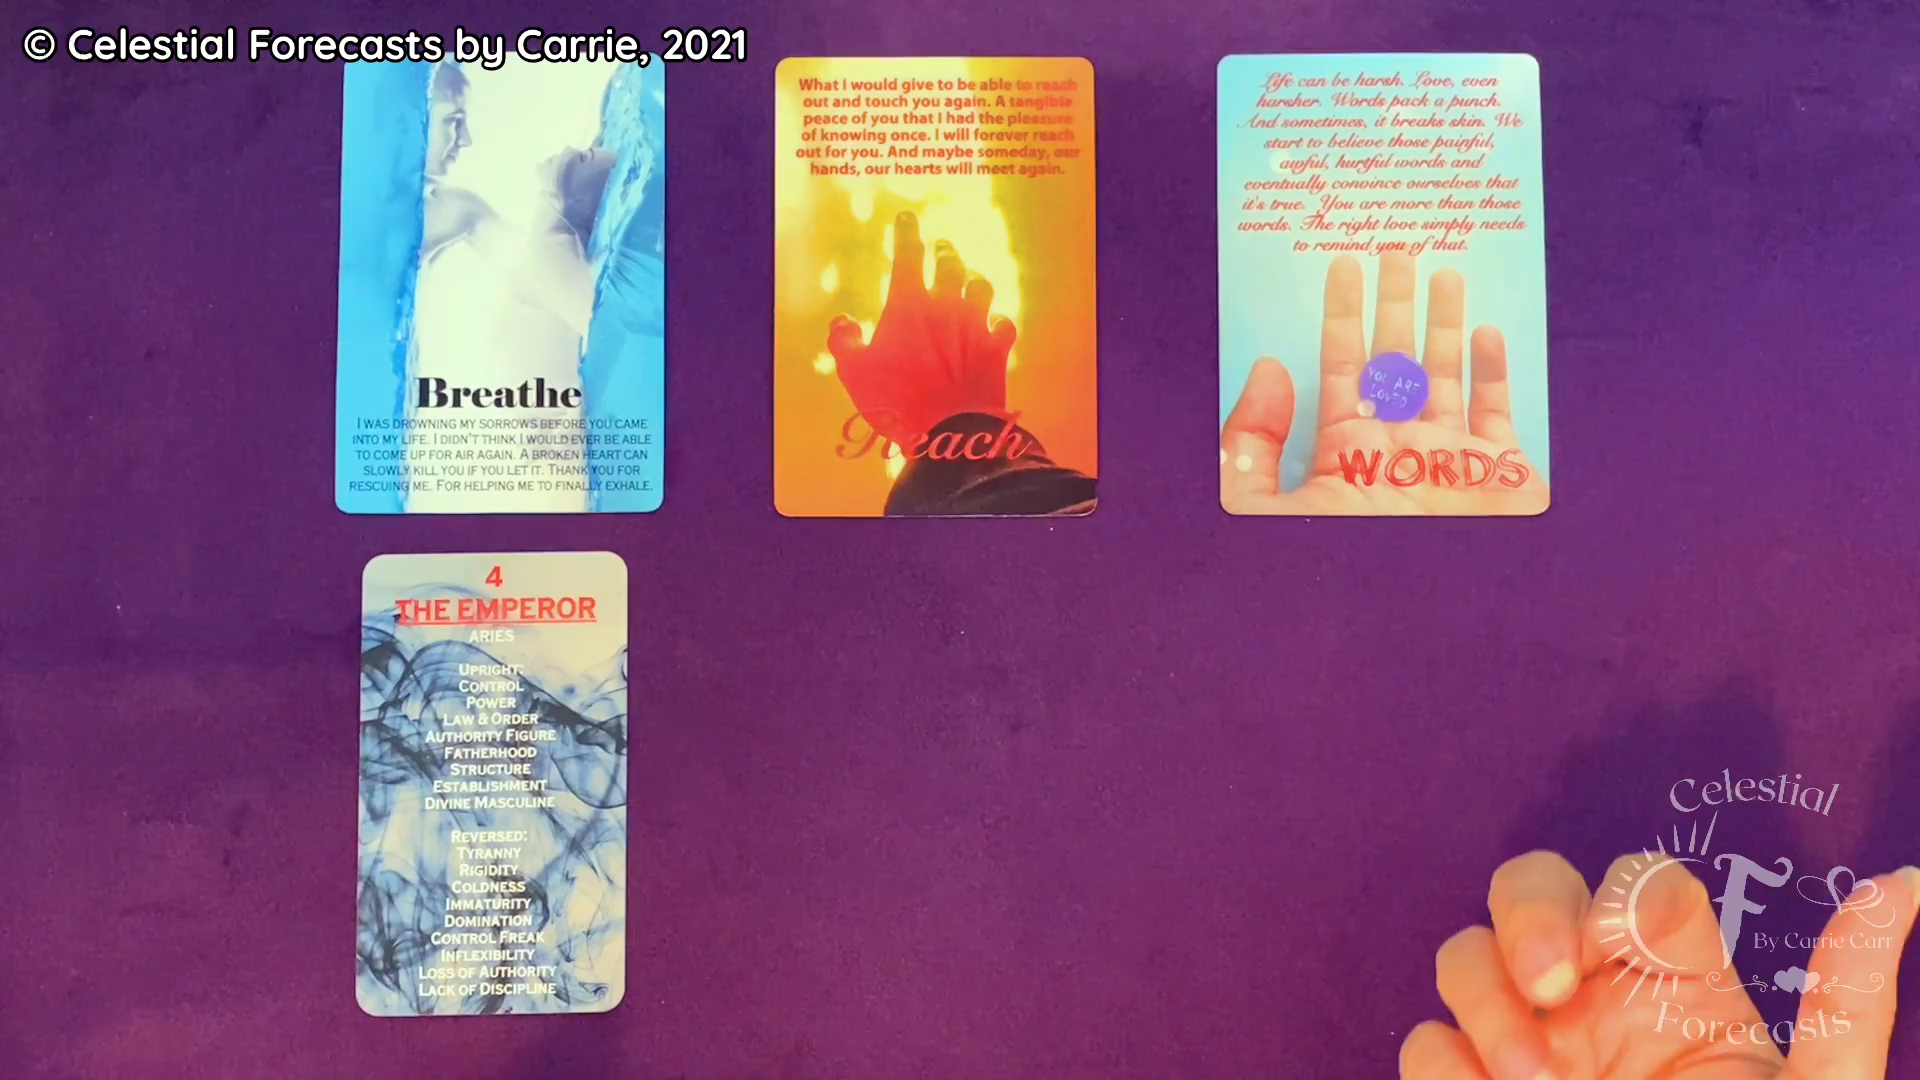 © Celestial Forecasts by Carrie, 2021
Breathe
I was drowning my sorrows before you came
into my life. I didn't think I would ever be able
to come up for air again. A broken heart can
slowly kill you if you let it. Thank you for
rescuing me. For helping me to finally exhale.
What I would give to be able to reach
out and touch you again. A tangible
peace of you that I had the pleasure
of knowing once. I will forever reach
out for you. And maybe someday, our
hands, our hearts will meet again.
Reach
Life can be harsh. Love, even
harsher. Words pack a punch.
And sometimes, it breaks skin. We
start to believe those painful,
awful, hurtful words and
eventually convince ourselves that
it's true. You are more than those
words. The right love simply needs
to remind you of that.
YOU ARE
LOVED
WORDS
4
THE EMPEROR
ARIES
Upright:
Control
Power
Law & Order
Authority Figure
Fatherhood
Structure
Establishment
Divine Masculine
Reversed:
Tyranny
Rigidity
Coldness
Immaturity
Domination
Control Freak
Inflexibility
Loss of Authority
Lack of Discipline
Celestial
F
By Carrie Carr
Forecasts